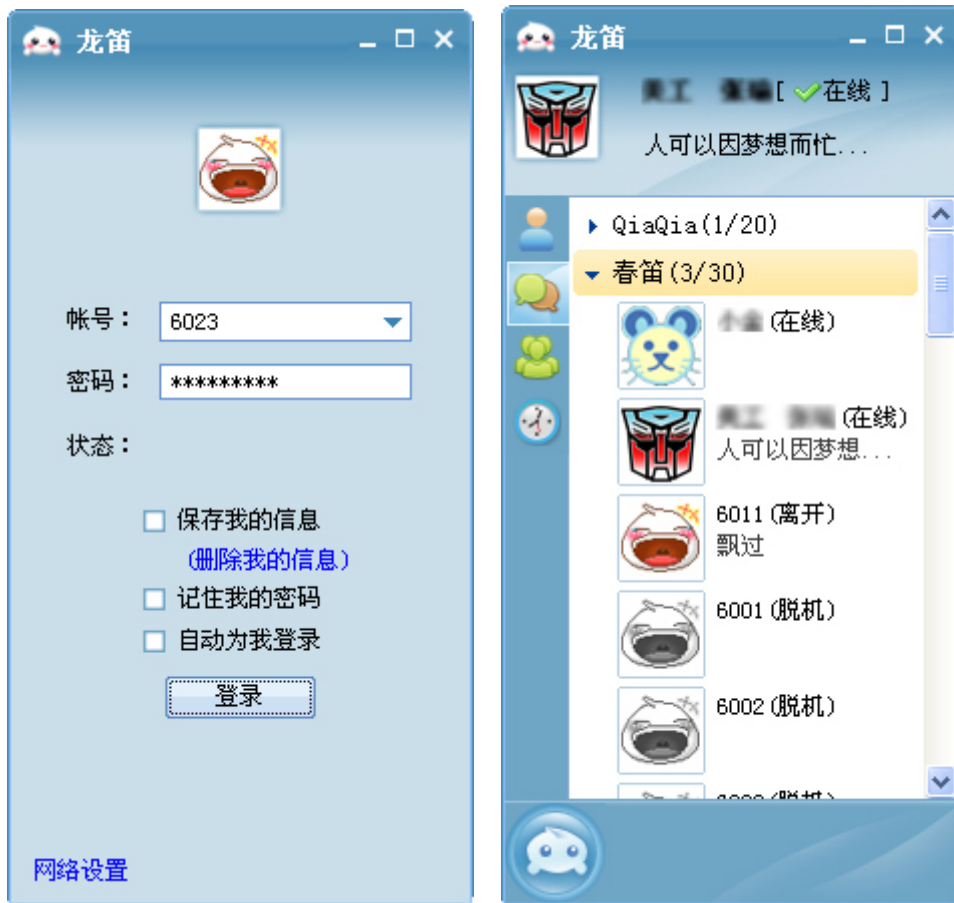 龙笛
帐号：
6023
密码：
*********
状态：
保存我的信息
(删除我的信息)
记住我的密码
自动为我登录
登录
网络设置
龙笛
[ 在线 ]
人可以因梦想而忙...
QiaQia(1/20)
春笛(3/30)
(在线)
(在线)
人可以因梦想...
6011(离开)
飘过
6001(脱机)
6002(脱机)